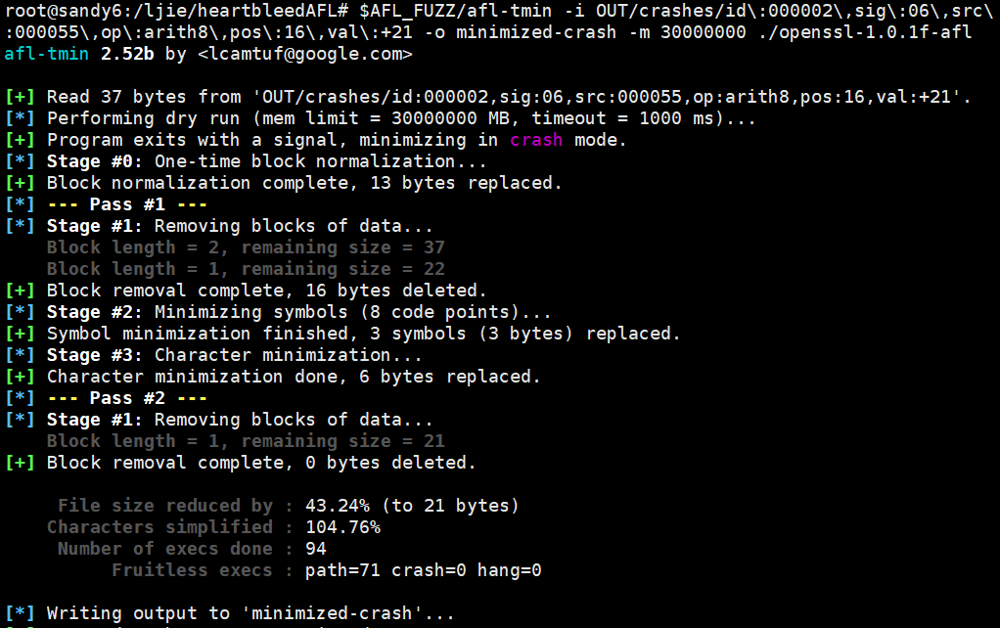 root@sandy6:/ljie/heartbleedAFL# $AFL_FUZZ/afl-tmin -i OUT/crashes/id\:000002\,sig\:06\,src\
:000055\,op\:arith8\,pos\:16\,val\:+21 -o minimized-crash -m 30000000 ./openssl-1.0.1f-afl
afl-tmin 2.52b by <lcamtuf@google.com>

[+] Read 37 bytes from 'OUT/crashes/id:000002,sig:06,src:000055,op:arith8,pos:16,val:+21'.
[*] Performing dry run (mem limit = 30000000 MB, timeout = 1000 ms)...
[+] Program exits with a signal, minimizing in crash mode.
[*] Stage #0: One-time block normalization...
[+] Block normalization complete, 13 bytes replaced.
[*] --- Pass #1 ---
[*] Stage #1: Removing blocks of data...
    Block length = 2, remaining size = 37
    Block length = 1, remaining size = 22
[+] Block removal complete, 16 bytes deleted.
[*] Stage #2: Minimizing symbols (8 code points)...
[+] Symbol minimization finished, 3 symbols (3 bytes) replaced.
[*] Stage #3: Character minimization...
[+] Character minimization done, 6 bytes replaced.
[*] --- Pass #2 ---
[*] Stage #1: Removing blocks of data...
    Block length = 1, remaining size = 21
[+] Block removal complete, 0 bytes deleted.

     File size reduced by : 43.24% (to 21 bytes)
    Characters simplified : 104.76%
     Number of execs done : 94
          Fruitless execs : path=71 crash=0 hang=0

[*] Writing output to 'minimized-crash'...